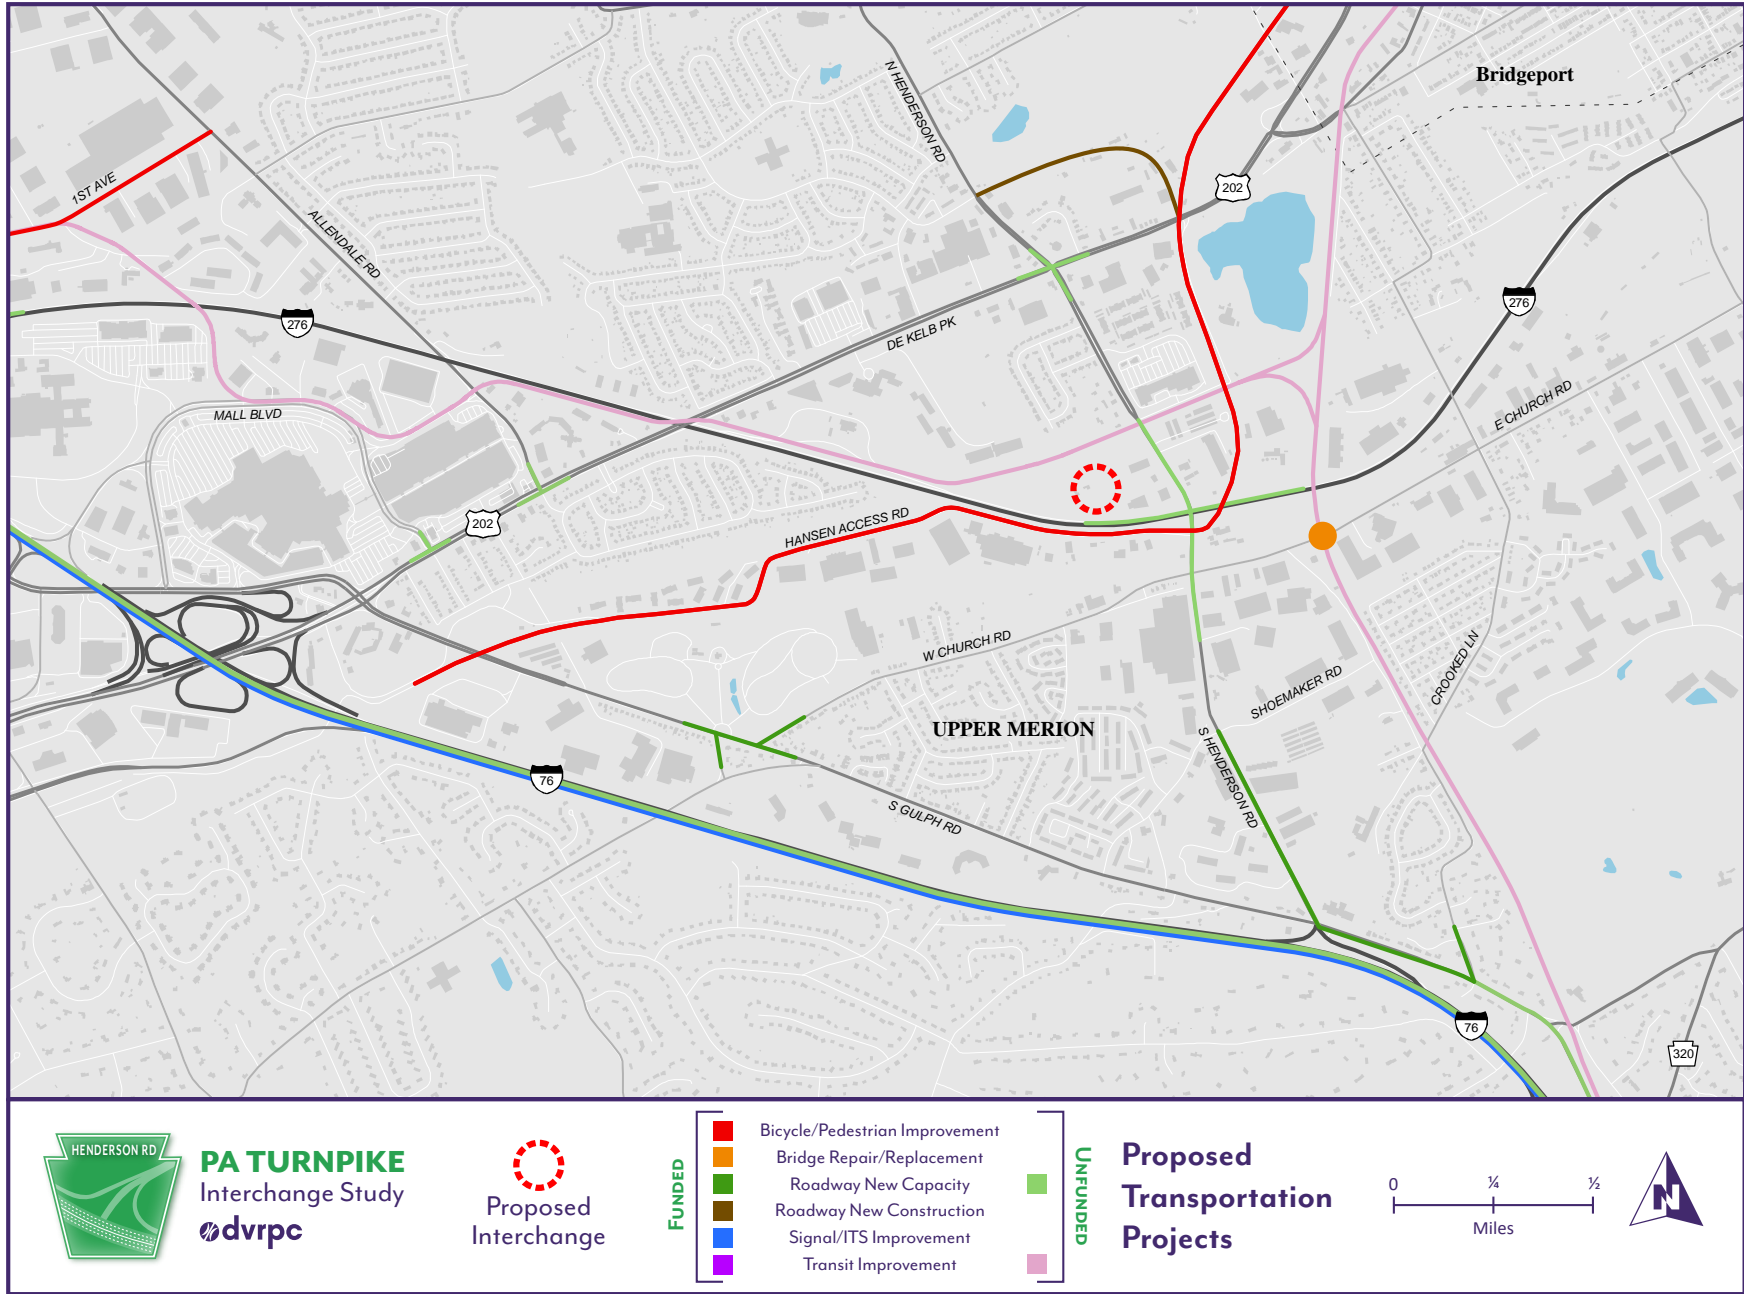 Bridgeport
N HENDERSON RD
202
1ST AVE
ALLENDALE RD
276
276
DE KELB PK
E CHURCH RD
MALL BLVD
202
HANSEN ACCESS RD
W CHURCH RD
CROOKED LN
SHOEMAKER RD
UPPER MERION
S HENDERSON RD
76
S GULPH RD
76
320
HENDERSON RD
PA TURNPIKE
Interchange Study
dvrpc
Proposed
Interchange
FUNDED
Bicycle/Pedestrian Improvement
Bridge Repair/Replacement
Roadway New Capacity
Roadway New Construction
Signal/ITS Improvement
Transit Improvement
UNFUNDED
Proposed
Transportation
Projects
0 ¼ ½
Miles
N